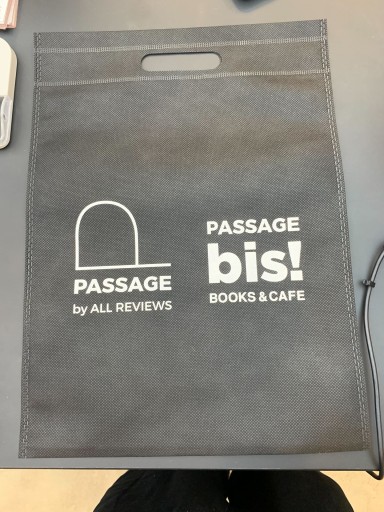 PASSAGE
by ALL REVIEWS
PASSAGE
bis!
BOOKS & CAFE